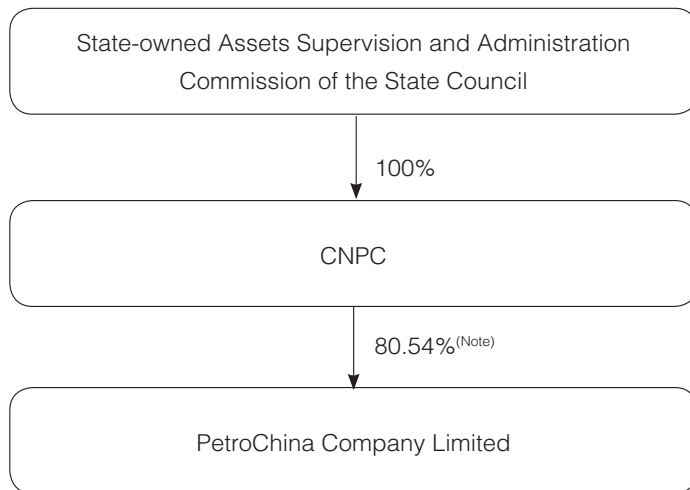 State-owned Assets Supervision and Administration
Commission of the State Council
100%
CNPC
80.54%(Note)
PetroChina Company Limited